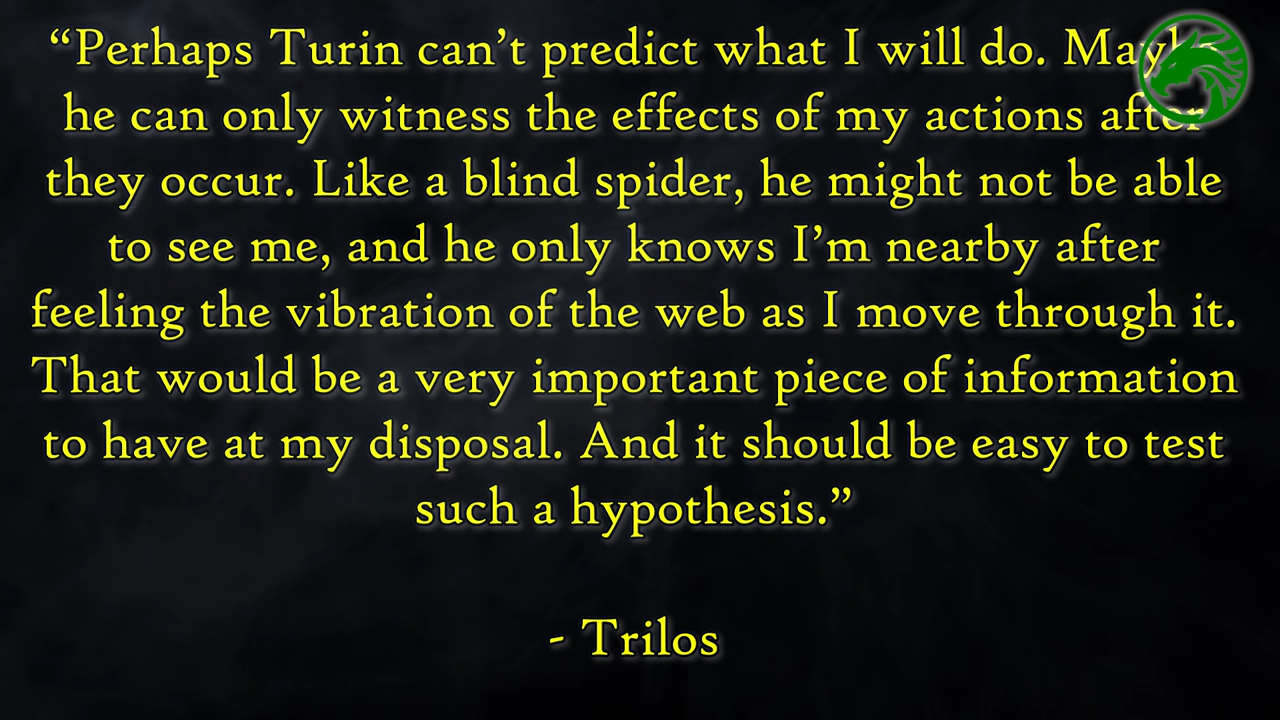 “Perhaps Turin can’t predict what I will do. Maybe
he can only witness the effects of my actions after
they occur. Like a blind spider, he might not be able
to see me, and he only knows I’m nearby after
feeling the vibration of the web as I move through it.
That would be a very important piece of information
to have at my disposal. And it should be easy to test
such a hypothesis.”
- Trilos